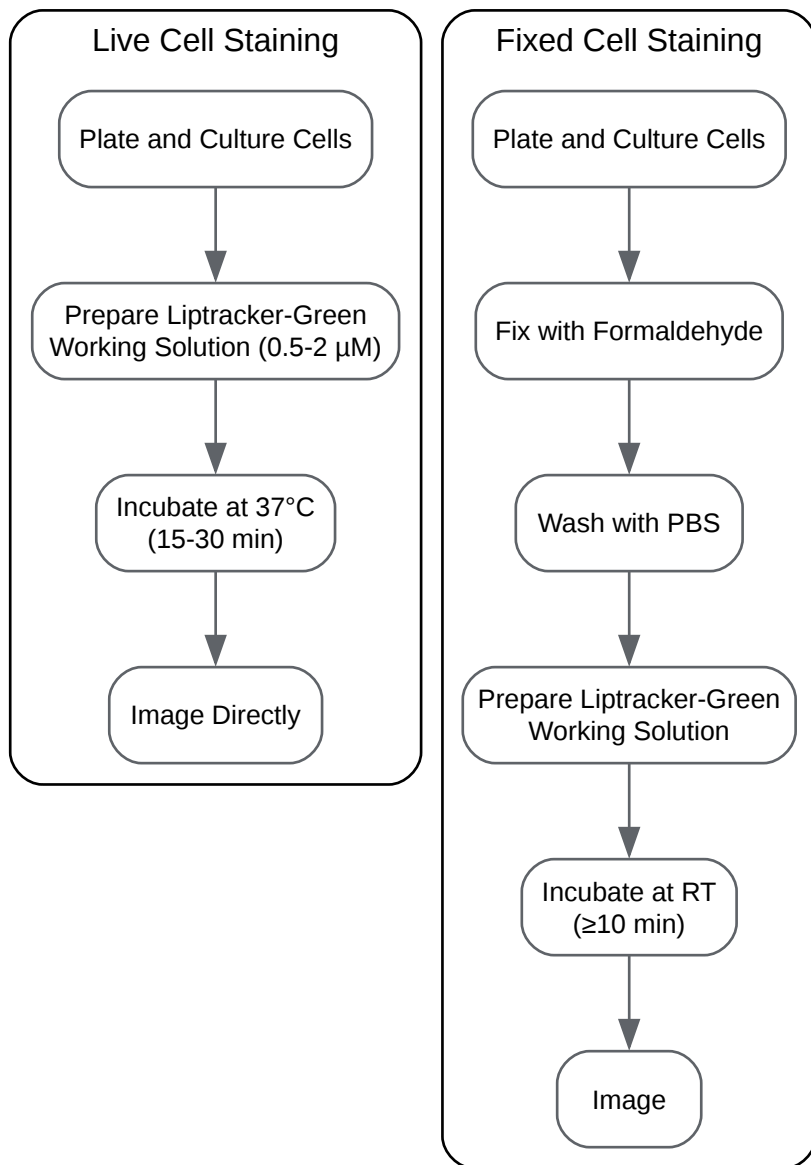 Live Cell Staining
Plate and Culture Cells
Prepare Liptracker-Green
Working Solution (0.5-2 µM)
Incubate at 37°C
(15-30 min)
Image Directly
Fixed Cell Staining
Plate and Culture Cells
Fix with Formaldehyde
Wash with PBS
Prepare Liptracker-Green
Working Solution
Incubate at RT
(≥10 min)
Image